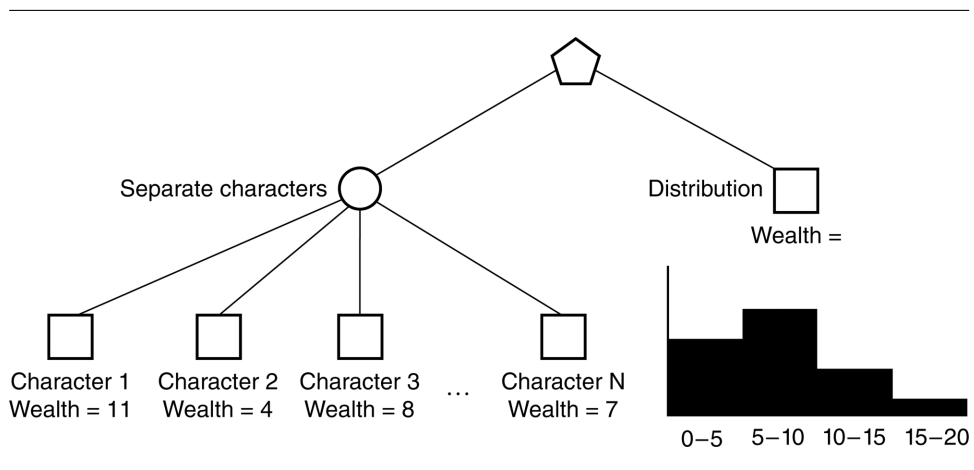 Separate characters
Distribution
Wealth =
Character 1
Wealth = 11
Character 2
Wealth = 4
Character 3
Wealth = 8
...
Character N
Wealth = 7
0–5
5–10
10–15
15–20